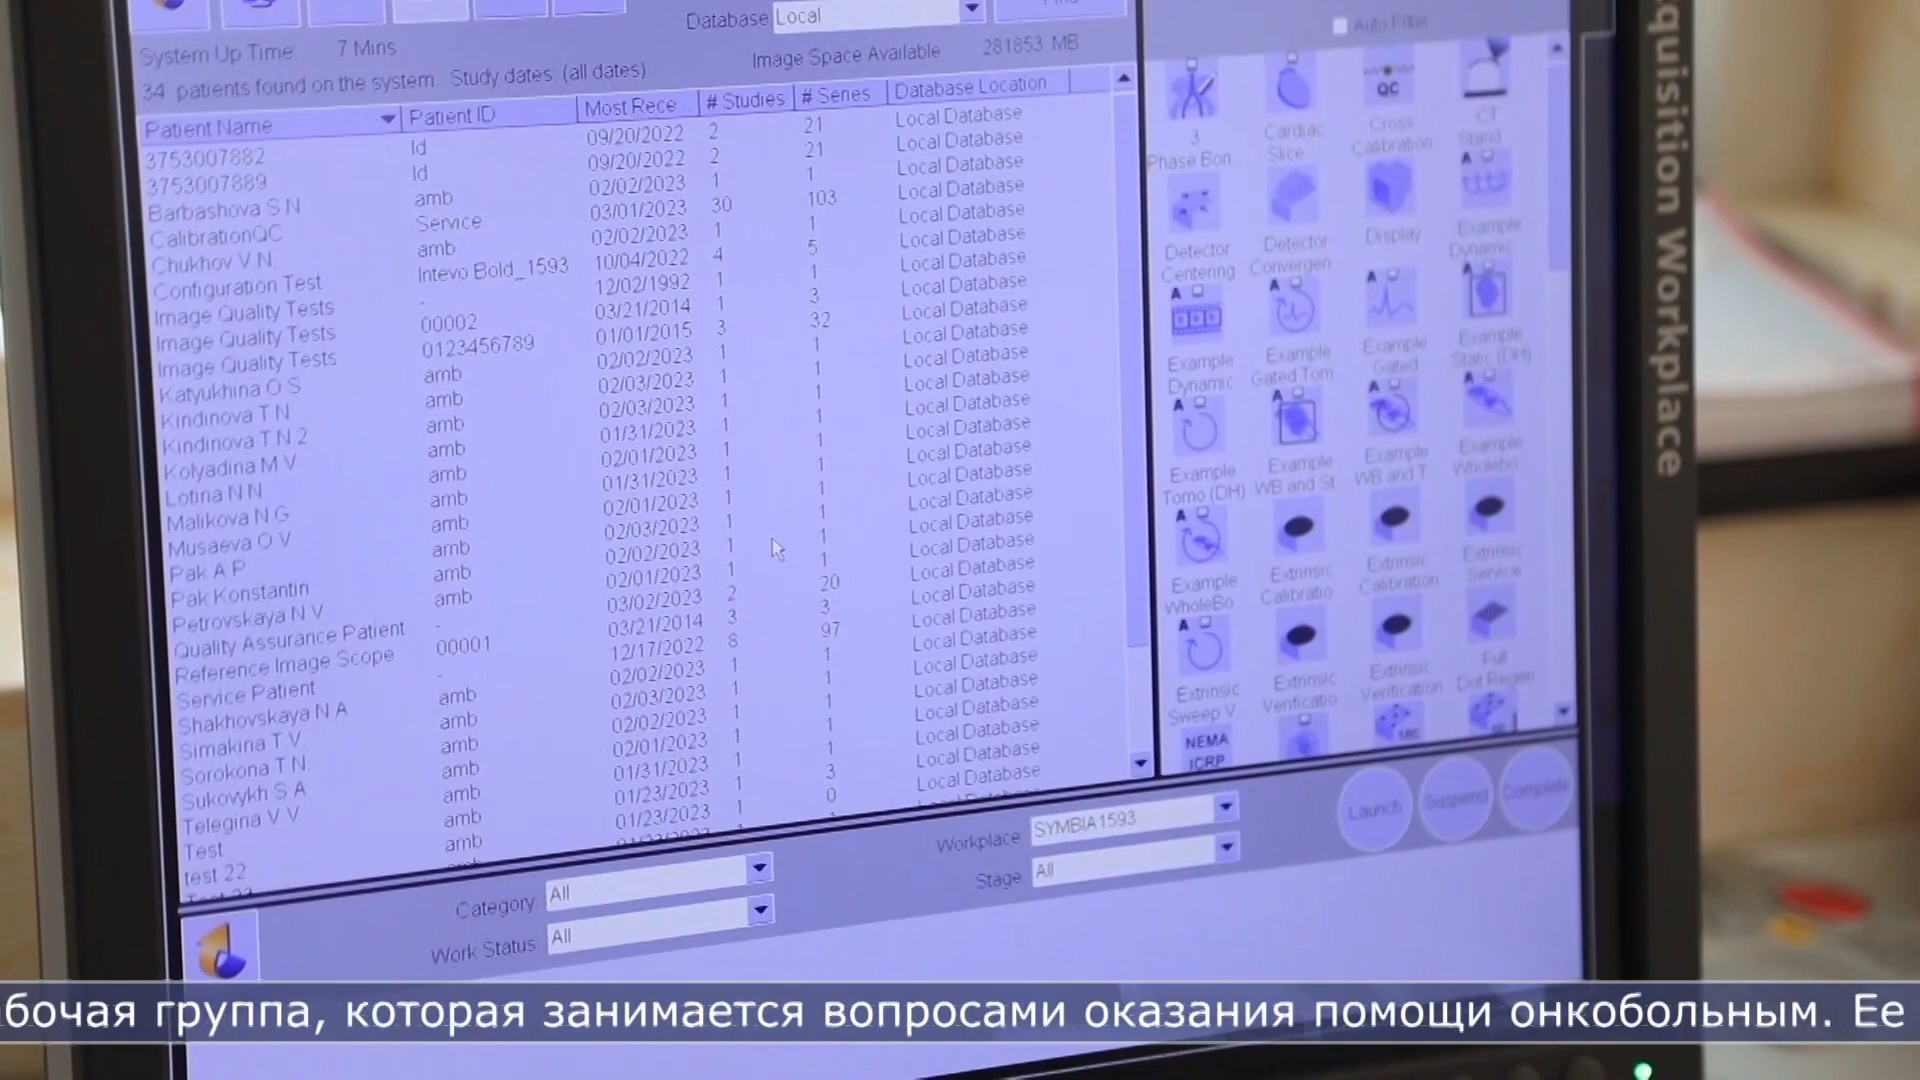 Database Local
System Up Time: 7 Mins
Image Space Available 281853 MB
34 patients found on the system. Study dates: (all dates)
Patient Name Patient ID Most Rece... # Studies # Series Database Location
3753007882 Id 09/20/2022 2 21 Local Database
3753007889 Id 09/20/2022 2 21 Local Database
Barbashova S N amb 02/02/2023 1 1 Local Database
CalibrationQC Service 03/01/2023 30 103 Local Database
Chukhov V N amb 02/02/2023 1 1 Local Database
Configuration Test Intevo Bold_1593 10/04/2022 4 5 Local Database
Image Quality Tests - 12/02/1992 1 1 Local Database
Image Quality Tests 00002 03/21/2014 1 3 Local Database
Image Quality Tests 0123456789 01/01/2015 3 32 Local Database
Katyukhina O S amb 02/02/2023 1 1 Local Database
Kindinova T N amb 02/03/2023 1 1 Local Database
Kindinova T N 2 amb 02/03/2023 1 1 Local Database
Kolyadina M V amb 01/31/2023 1 1 Local Database
Lotina N N amb 02/01/2023 1 1 Local Database
Malikova N G amb 01/31/2023 1 1 Local Database
Musaeva O V amb 02/01/2023 1 1 Local Database
Pak A P amb 02/03/2023 1 1 Local Database
Pak Konstantin amb 02/02/2023 1 1 Local Database
Petrovskaya N V amb 02/01/2023 1 1 Local Database
Quality Assurance Patient - 03/02/2023 2 20 Local Database
Reference Image Scope 00001 03/21/2014 3 3 Local Database
Service Patient - 12/17/2022 8 97 Local Database
Shakhovskaya N A amb 02/02/2023 1 1 Local Database
Simakina T V amb 02/03/2023 1 1 Local Database
Sorokona T N amb 02/02/2023 1 1 Local Database
Sukovykh S A amb 02/01/2023 1 1 Local Database
Telegina V V amb 01/31/2023 1 1 Local Database
Test amb 01/23/2023 1 3 Local Database
test 22 amb 01/23/2023 1 0 Local Database
Auto Filter
3 Phase Bon
Cardiac Slice
QC
Cross Calibration
CT Stand
Detector Centering
Detector Convergen
Display
Example Dynamic
Example Dynamic
Example Gated Tom
Example Gated
Example Static (DH)
Example Tomo (DH)
Example WB and St
Example WB and T
Example Wholebo
Example WholeBo
Extrinsic Calibratio
Extrinsic Calibration
Extrinsic Service
Extrinsic Sweep V
Extrinsic Verificatio
Extrinsic Verification
Full Dot Regen
NEMA
ICRP
180
Category All
Work Status All
Workplace SYMBIA1593
Stage All
Launch
Suspend
Complete
quisition Workplace
бочая группа, которая занимается вопросами оказания помощи онкобольным. Ее